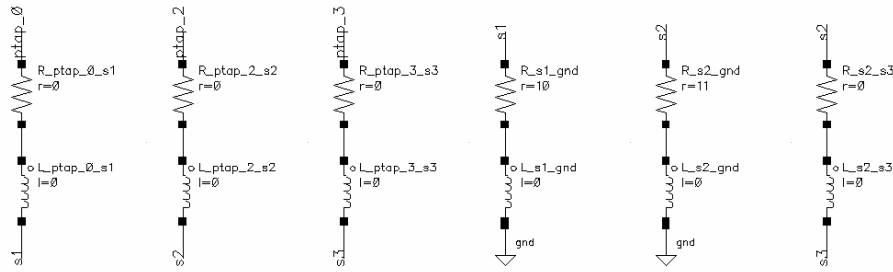 ptap_0
ptap_2
ptap_3
s1
s2
s2
R_ptap_0_s1
r=0
R_ptap_2_s2
r=0
R_ptap_3_s3
r=0
R_s1_gnd
r=10
R_s2_gnd
r=11
R_s2_s3
r=0
L_ptap_0_s1
l=0
L_ptap_2_s2
l=0
L_ptap_3_s3
l=0
L_s1_gnd
l=0
L_s2_gnd
l=0
L_s2_s3
l=0
s1
s2
s3
gnd
gnd
s3